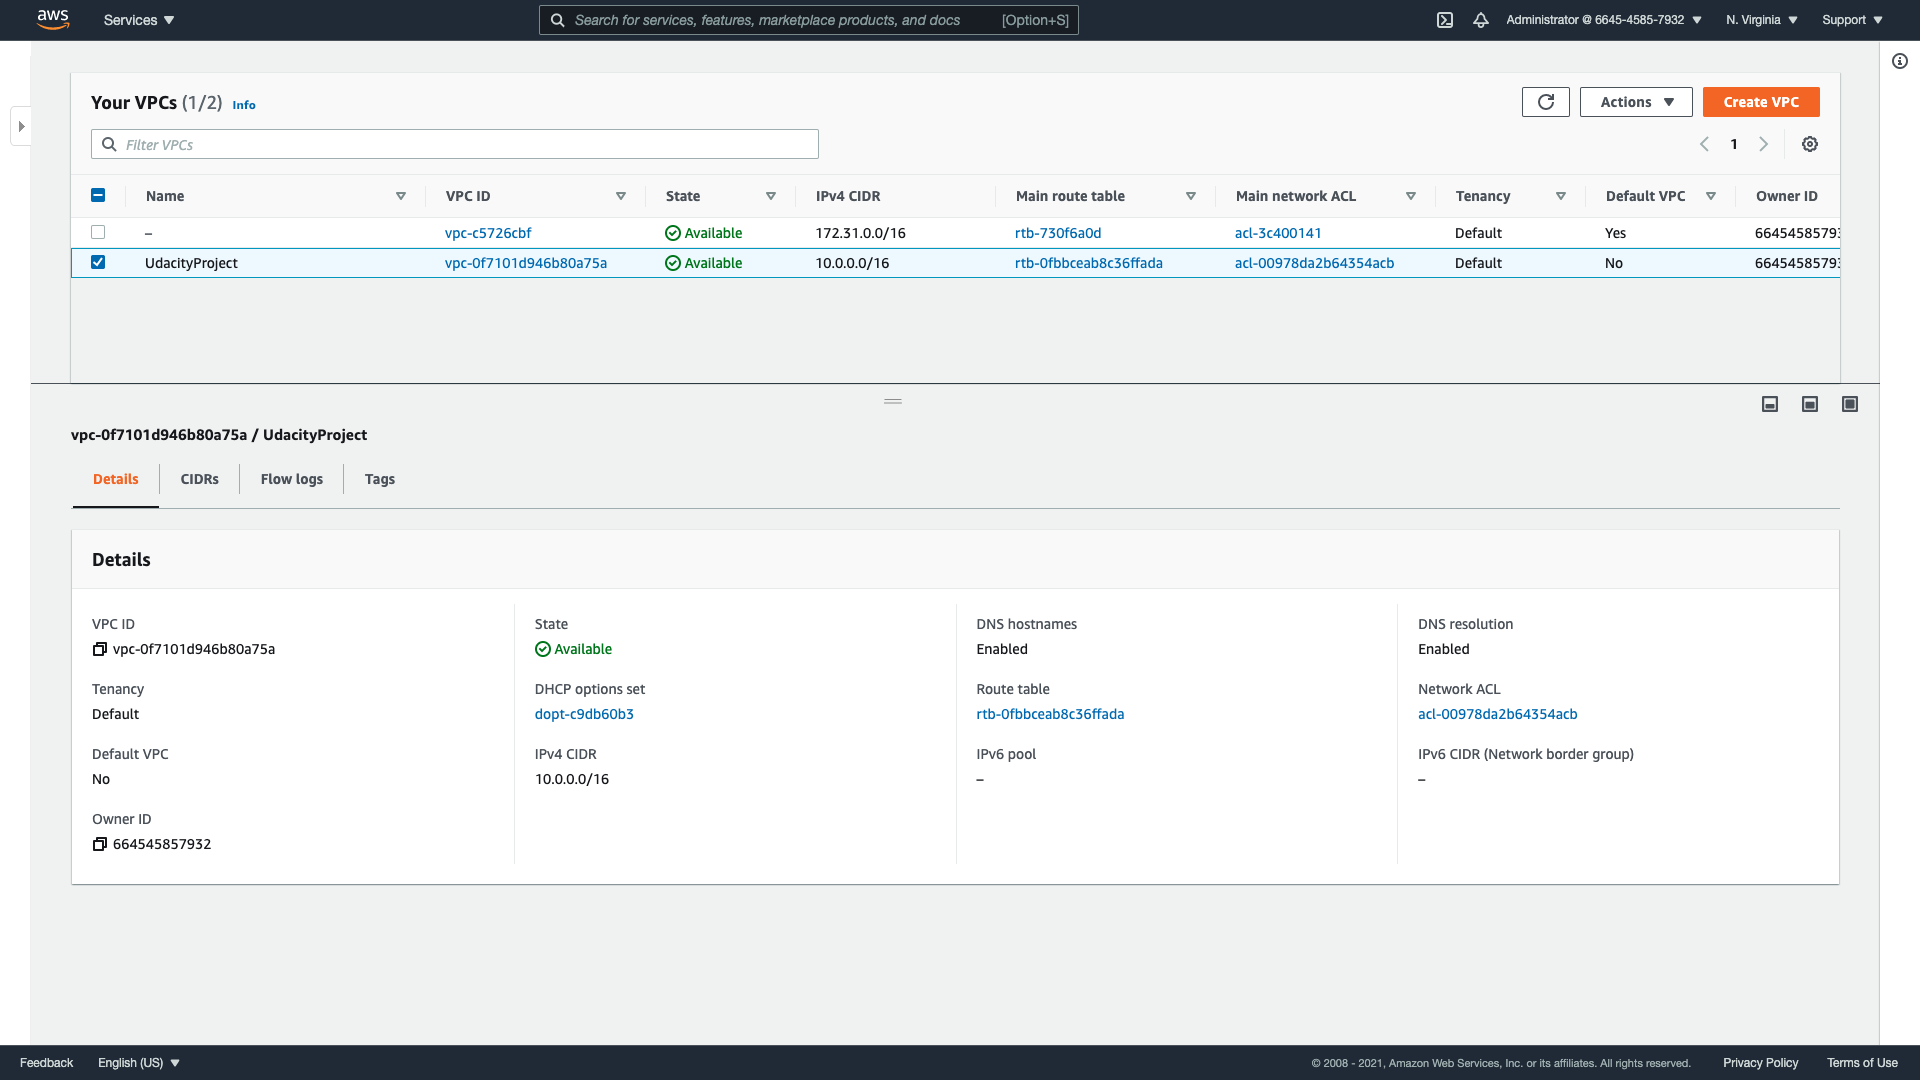 aws Services Search for services, features, marketplace products, and docs [Option+S] Administrator @ 6645-4585-7932 N. Virginia Support
Your VPCs (1/2) Info Actions Create VPC
Filter VPCs 1
Name VPC ID State IPv4 CIDR Main route table Main network ACL Tenancy Default VPC Owner ID
– vpc-c5726cbf Available 172.31.0.0/16 rtb-730f6a0d acl-3c400141 Default Yes 66454585793
UdacityProject vpc-0f7101d946b80a75a Available 10.0.0.0/16 rtb-0fbbceab8c36ffada acl-00978da2b64354acb Default No 66454585793
vpc-0f7101d946b80a75a / UdacityProject
Details CIDRs Flow logs Tags
Details
VPC ID State DNS hostnames DNS resolution
vpc-0f7101d946b80a75a Available Enabled Enabled
Tenancy DHCP options set Route table Network ACL
Default dopt-c9db60b3 rtb-0fbbceab8c36ffada acl-00978da2b64354acb
Default VPC IPv4 CIDR IPv6 pool IPv6 CIDR (Network border group)
No 10.0.0.0/16 – –
Owner ID
664545857932
Feedback English (US) © 2008 - 2021, Amazon Web Services, Inc. or its affiliates. All rights reserved. Privacy Policy Terms of Use